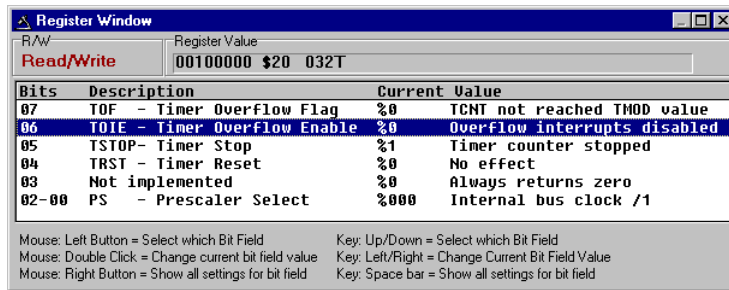 Register Window
R/W
Register Value
Read/Write
00100000 $20 032T
Bits Description Current Value
07 TOF - Timer Overflow Flag %0 TCNT not reached TMOD value
06 TOIE - Timer Overflow Enable %0 Overflow interrupts disabled
05 TSTOP- Timer Stop %1 Timer counter stopped
04 TRST - Timer Reset %0 No effect
03 Not implemented %0 Always returns zero
02-00 PS - Prescaler Select %000 Internal bus clock /1
Mouse: Left Button = Select which Bit Field Key: Up/Down = Select which Bit Field
Mouse: Double Click = Change current bit field value Key: Left/Right = Change Current Bit Field Value
Mouse: Right Button = Show all settings for bit field Key: Space bar = Show all settings for bit field